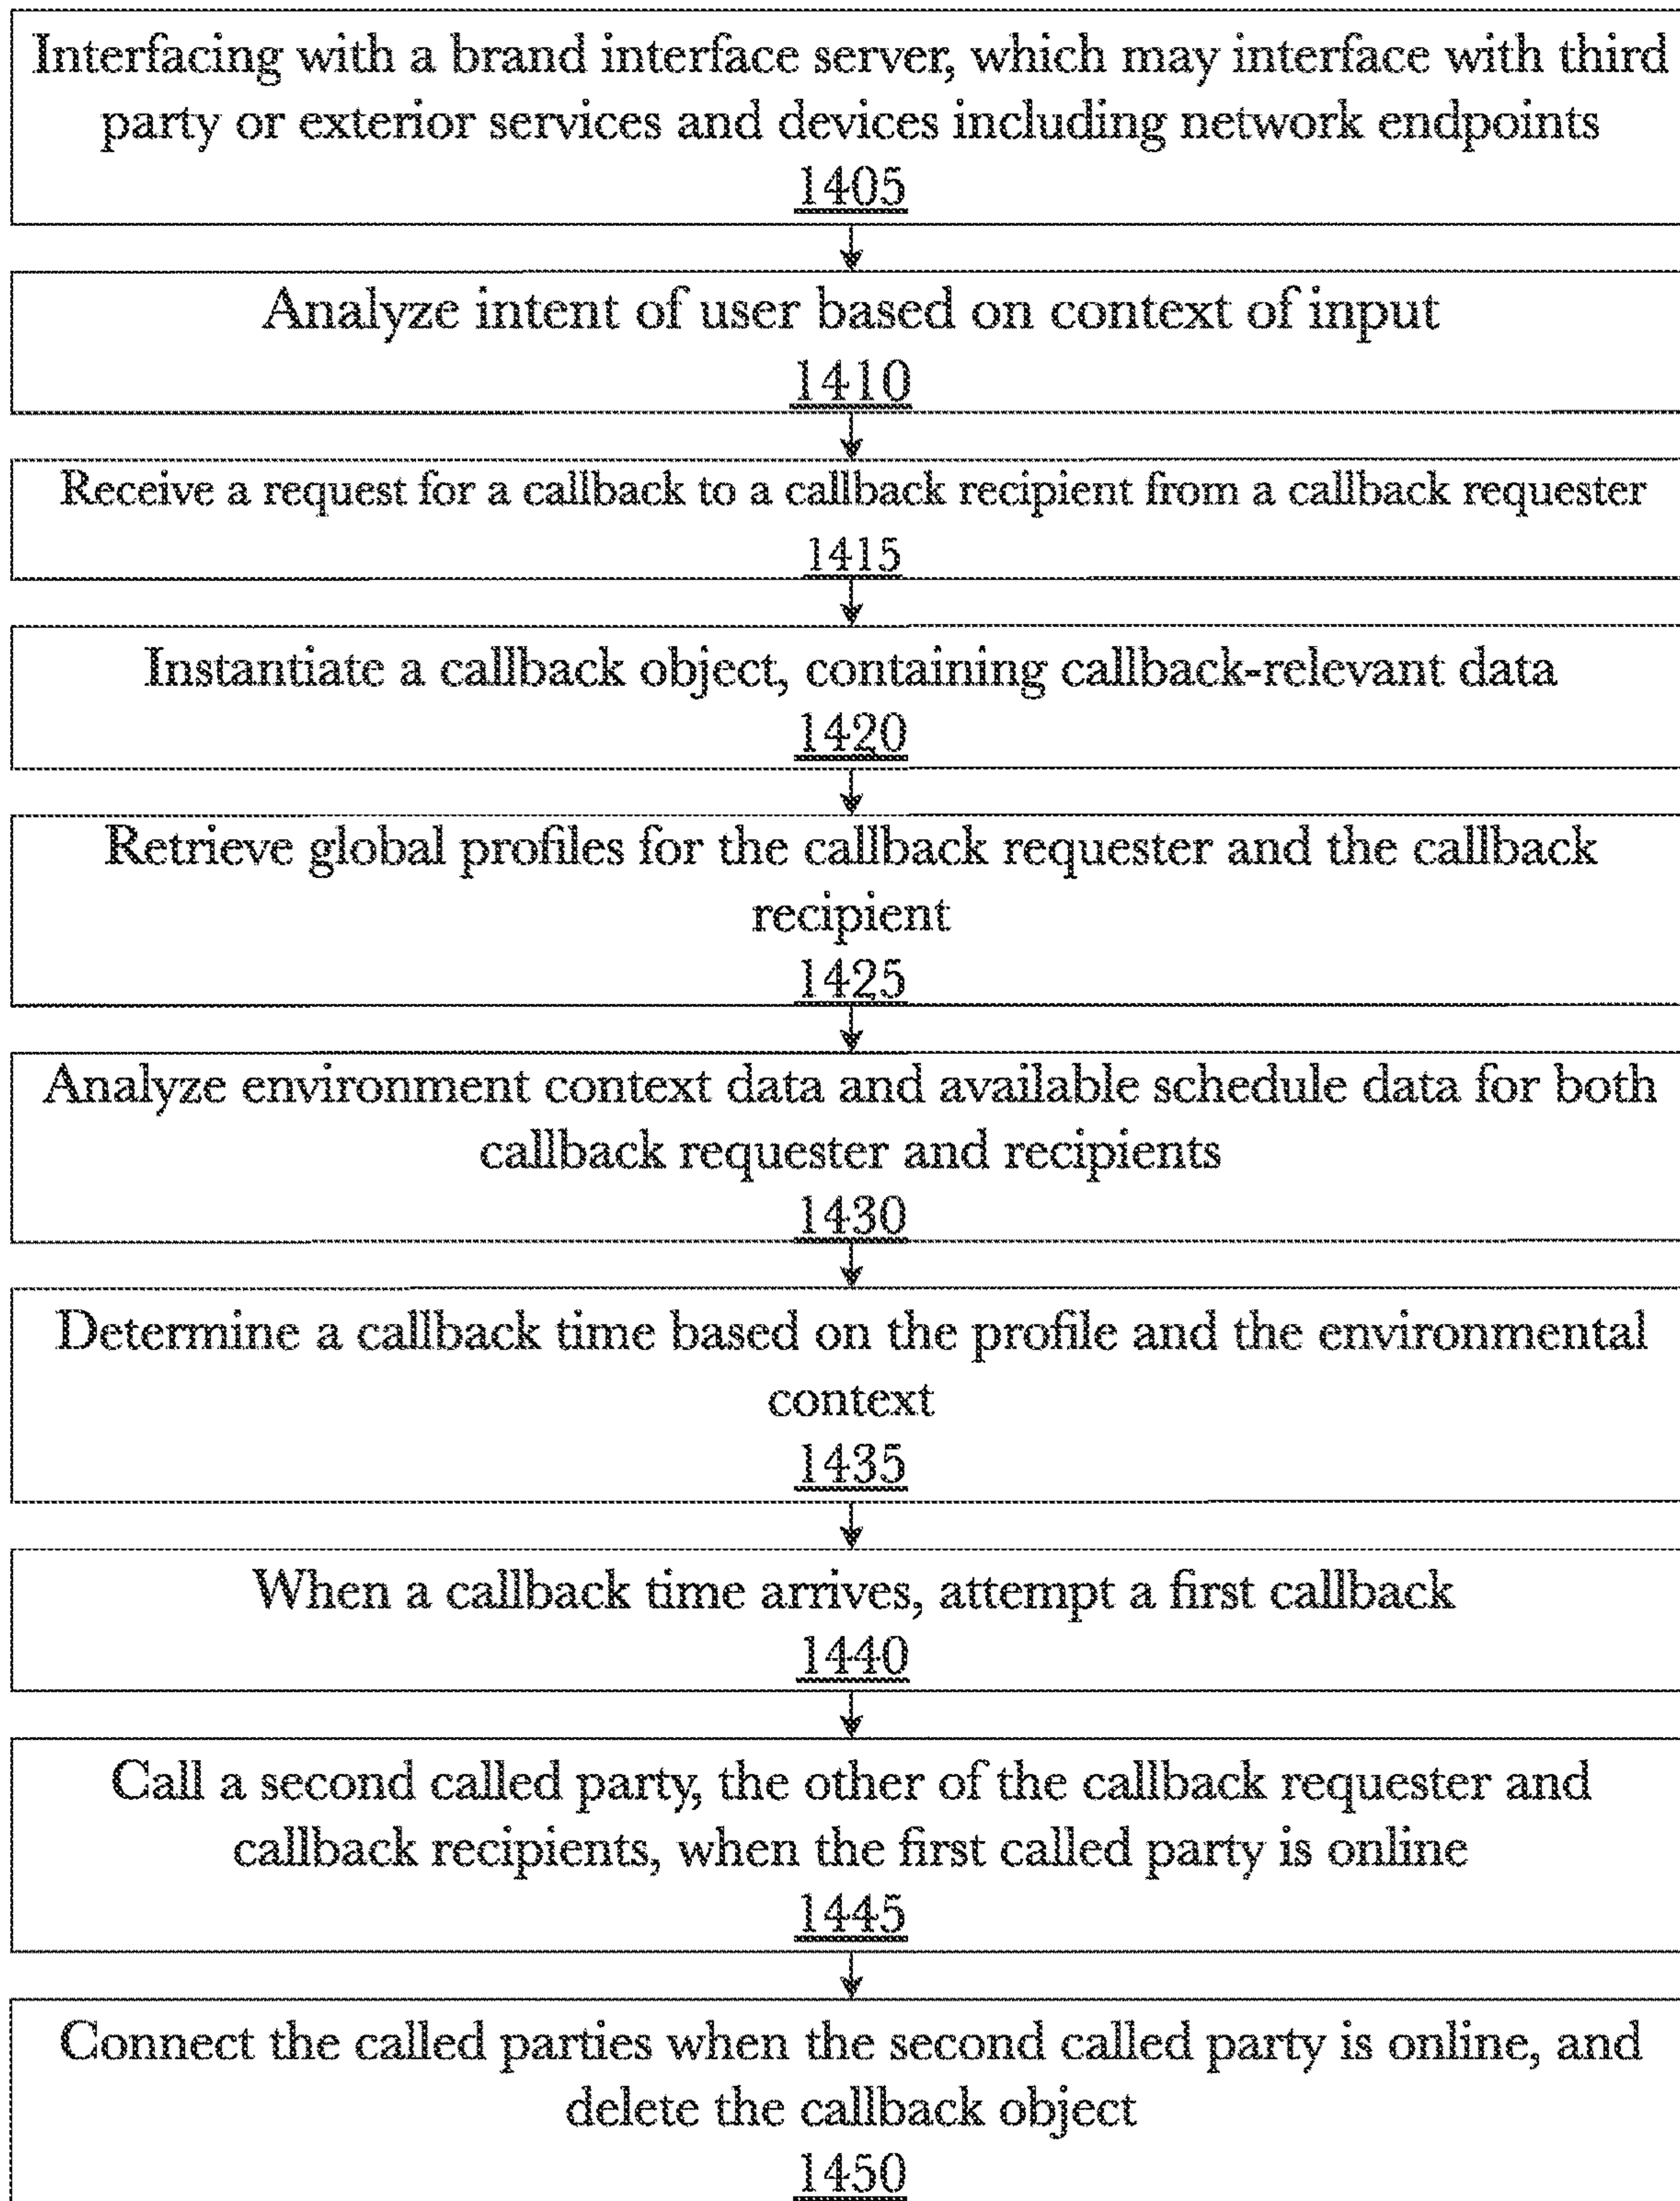 Interfacing with a brand interface server, which may interface with third
party or exterior services and devices including network endpoints
1405
Analyze intent of user based on context of input
1410
Receive a request for a callback to a callback recipient from a callback requester
1415
Instantiate a callback object, containing callback-relevant data
1420
Retrieve global profiles for the callback requester and the callback
recipient
1425
Analyze environment context data and available schedule data for both
callback requester and recipients
1430
Determine a callback time based on the profile and the environmental
context
1435
When a callback time arrives, attempt a first callback
1440
Call a second called party, the other of the callback requester and
callback recipients, when the first called party is online
1445
Connect the called parties when the second called party is online, and
delete the callback object
1450